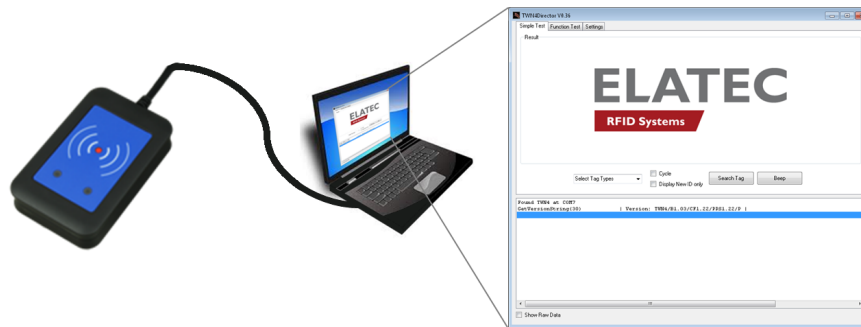 TWN4Director V3.36
Simple Test Function Test Settings
Result
ELATEC
RFID Systems
Select Tag Types
Cycle
Display New ID only
Search Tag
Beep
Found TWN4 at COM7
GetVersionString(30) | Version: TWN4/B1.03/CF1.22/PRS1.22/P |
Show Raw Data